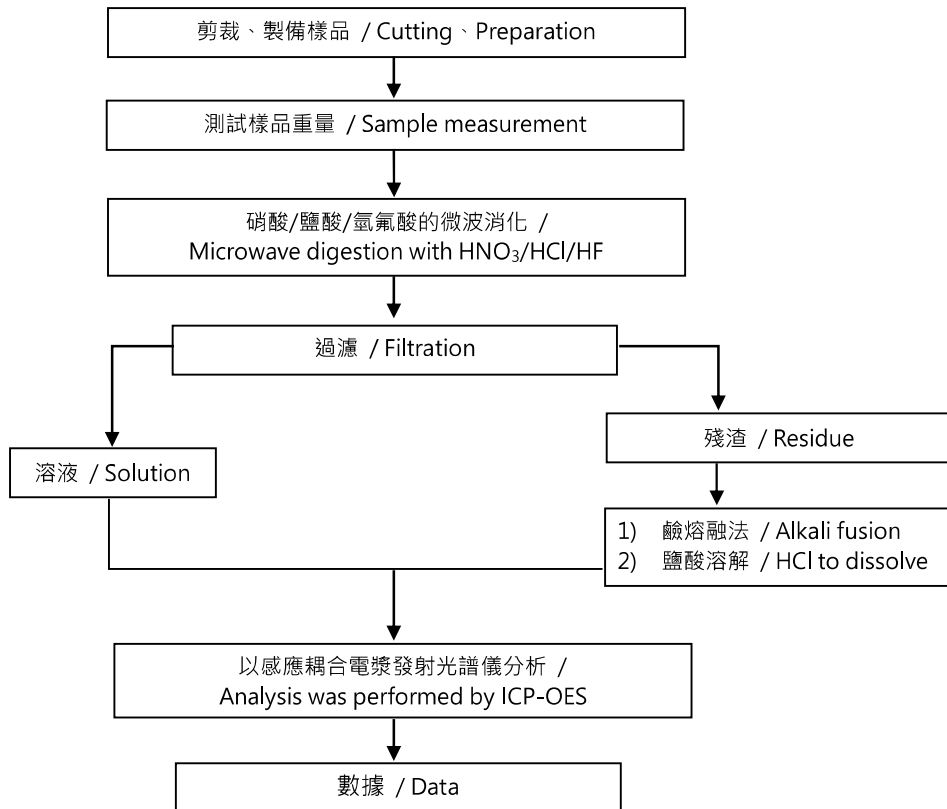 剪裁、製備樣品 / Cutting、Preparation
測試樣品重量 / Sample measurement
硝酸/鹽酸/氫氟酸的微波消化 /
Microwave digestion with HNO₃/HCl/HF
過濾 / Filtration
溶液 / Solution
殘渣 / Residue
1) 鹼熔融法 / Alkali fusion
2) 鹽酸溶解 / HCl to dissolve
以感應耦合電漿發射光譜儀分析 /
Analysis was performed by ICP-OES
數據 / Data